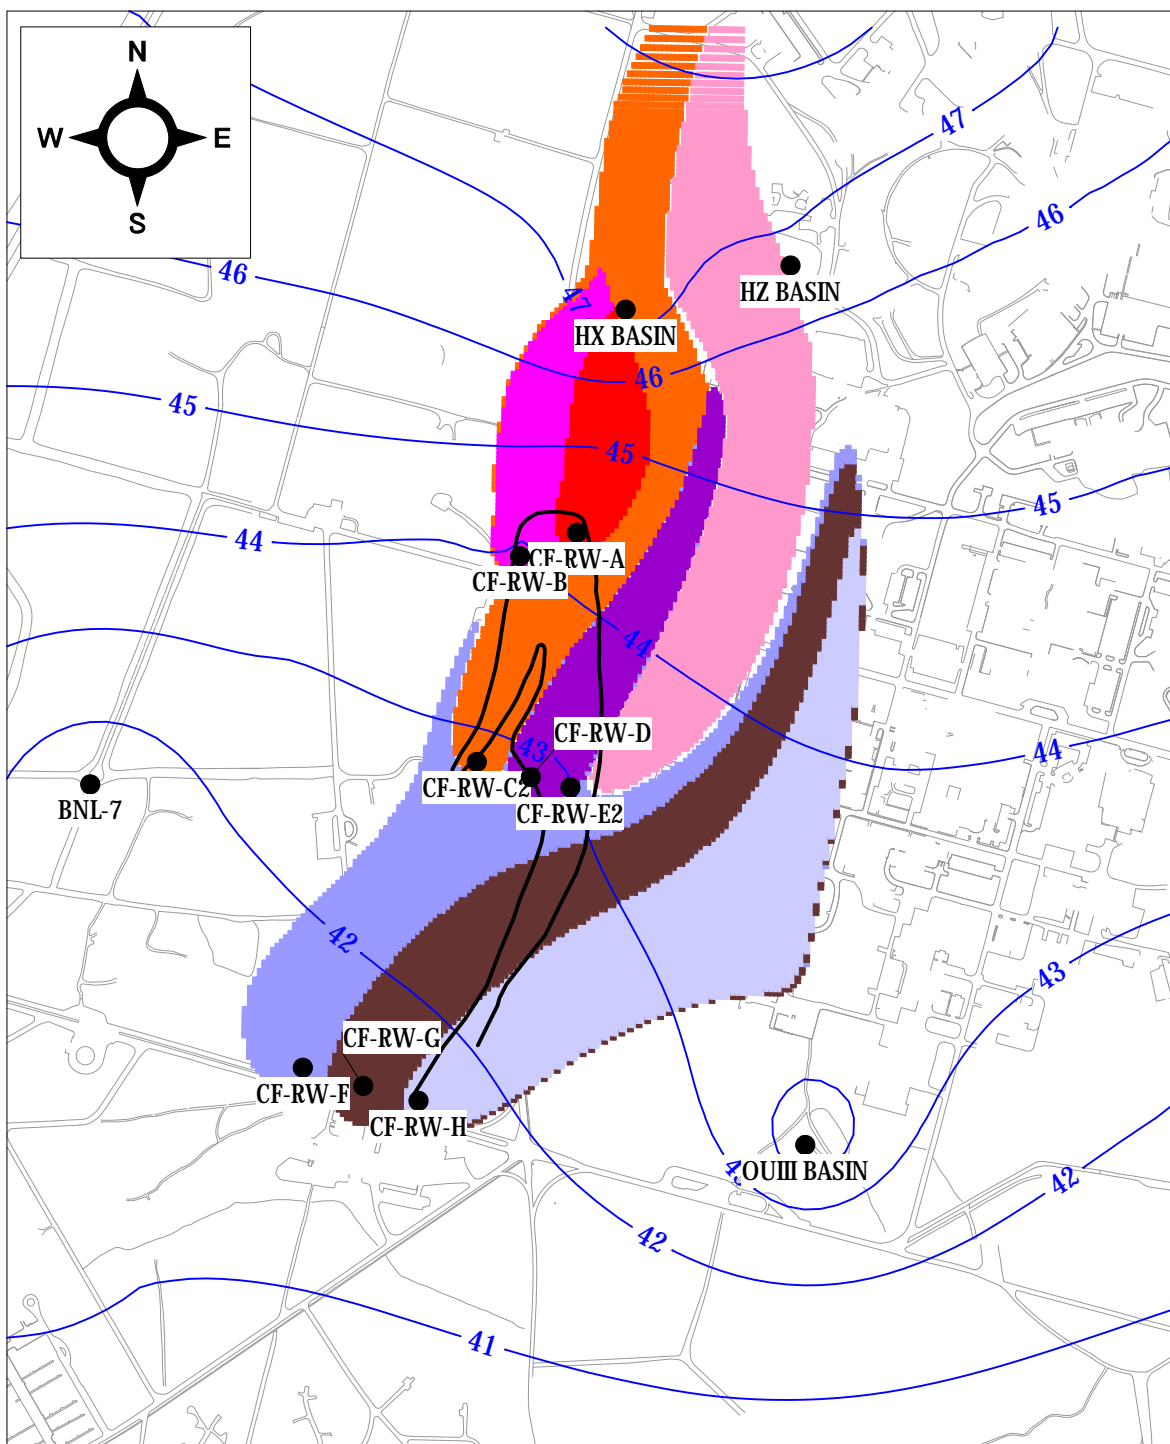 N
W E
S
47
46
46
HZ BASIN
47
HX BASIN
46
45
45
45
44
CF-RW-A
CF-RW-B
44
CF-RW-D
43
44
CF-RW-C2
BNL-7
CF-RW-E2
42
43
CF-RW-G
CF-RW-F
CF-RW-H
OUIII BASIN
42
42
41